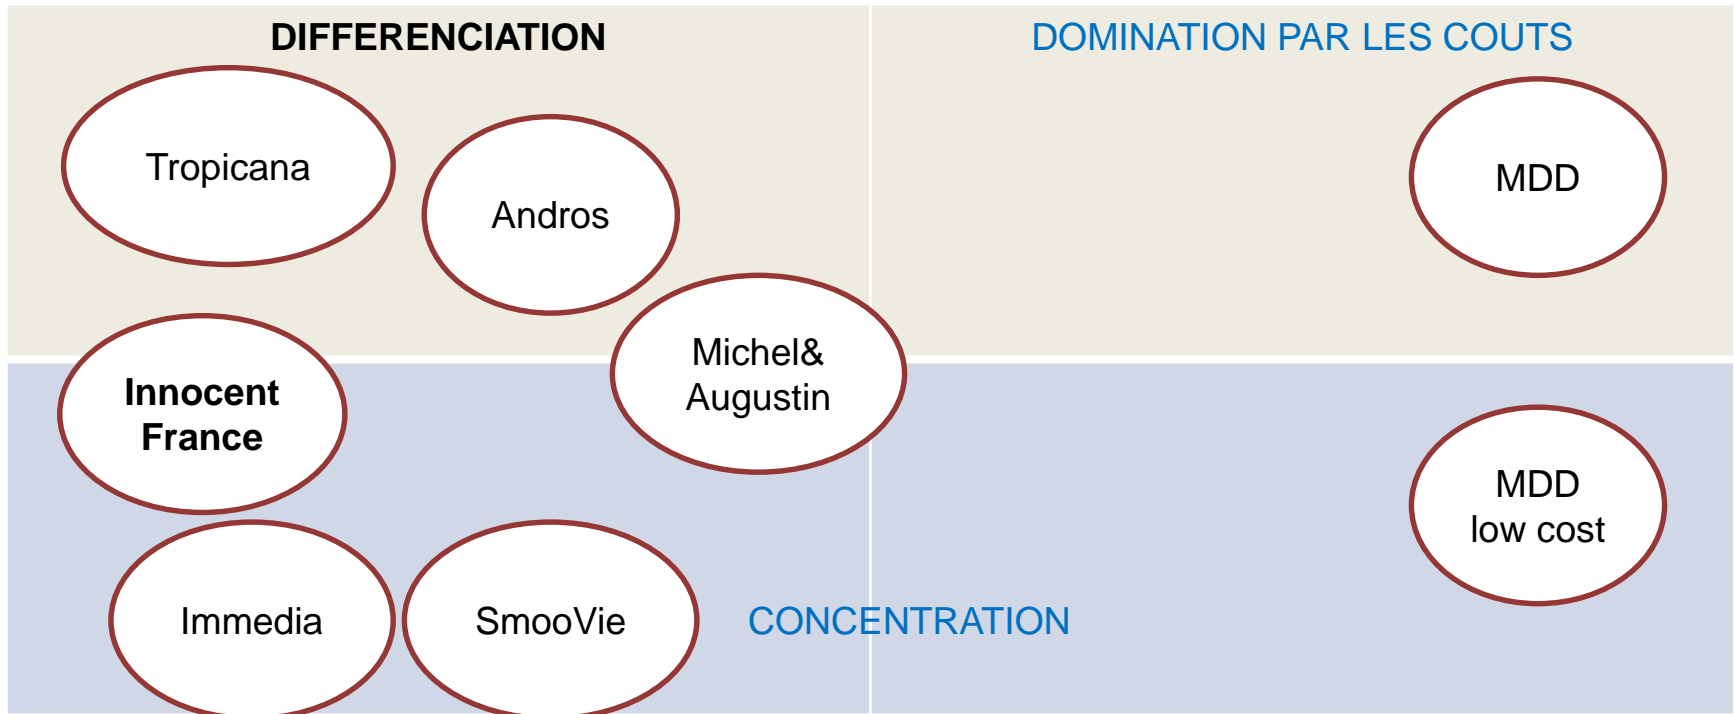 DIFFERENCIATION
DOMINATION PAR LES COUTS
Tropicana
Andros
MDD
Michel&
Augustin
Innocent
France
MDD
low cost
Immedia
SmooVie
CONCENTRATION